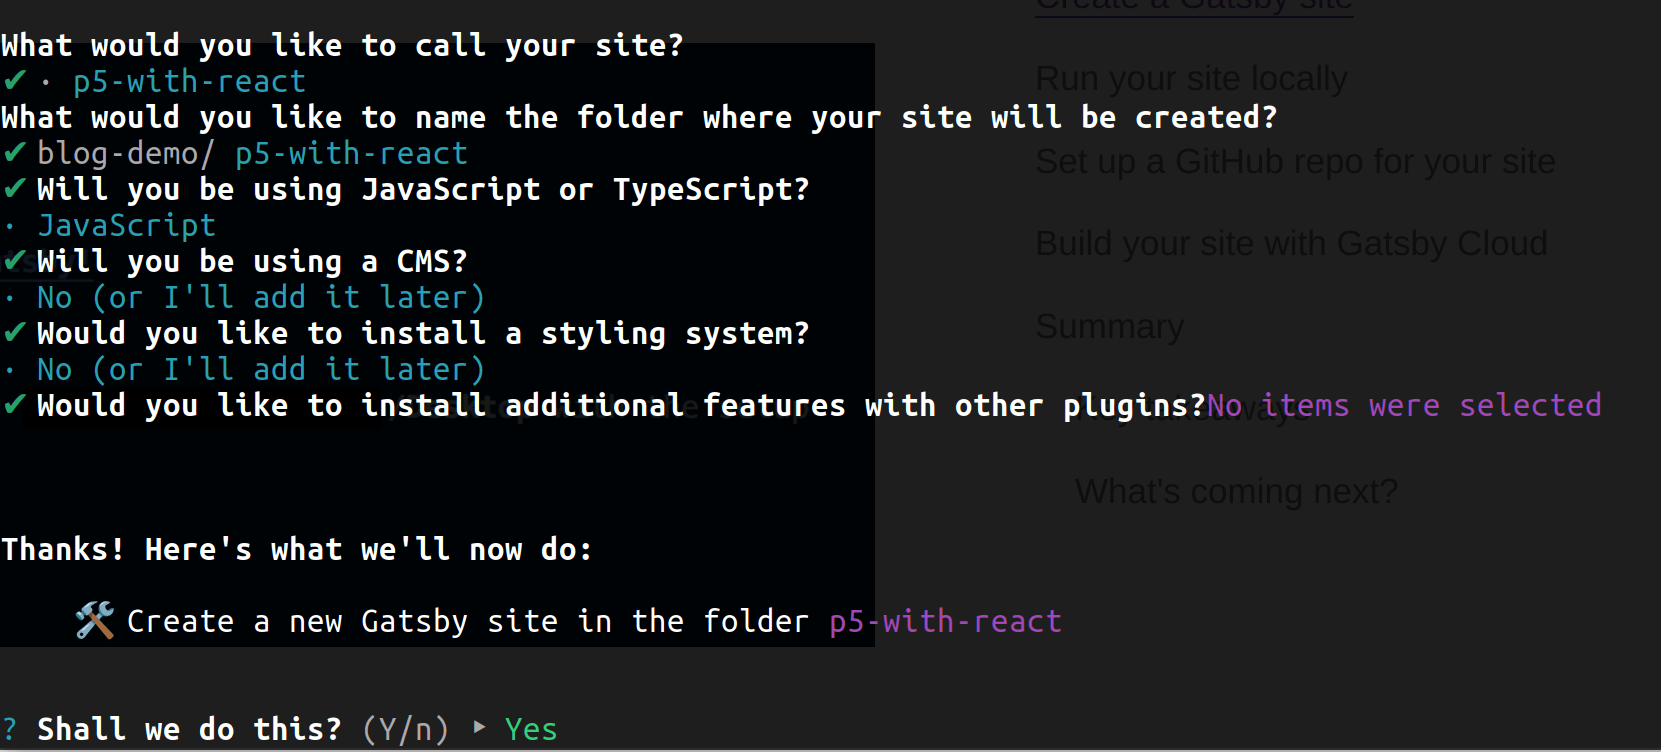 Create a Gatsby site
What would you like to call your site?
✔ · p5-with-react
Run your site locally
What would you like to name the folder where your site will be created?
✔ blog-demo/ p5-with-react
Set up a GitHub repo for your site
✔ Will you be using JavaScript or TypeScript?
· JavaScript
Build your site with Gatsby Cloud
✔ Will you be using a CMS?
· No (or I'll add it later)
✔ Would you like to install a styling system?
Summary
· No (or I'll add it later)
✔ Would you like to install additional features with other plugins?No items were selected
What's coming next?
Thanks! Here's what we'll now do:
🛠 Create a new Gatsby site in the folder p5-with-react
? Shall we do this? (Y/n) ‣ Yes